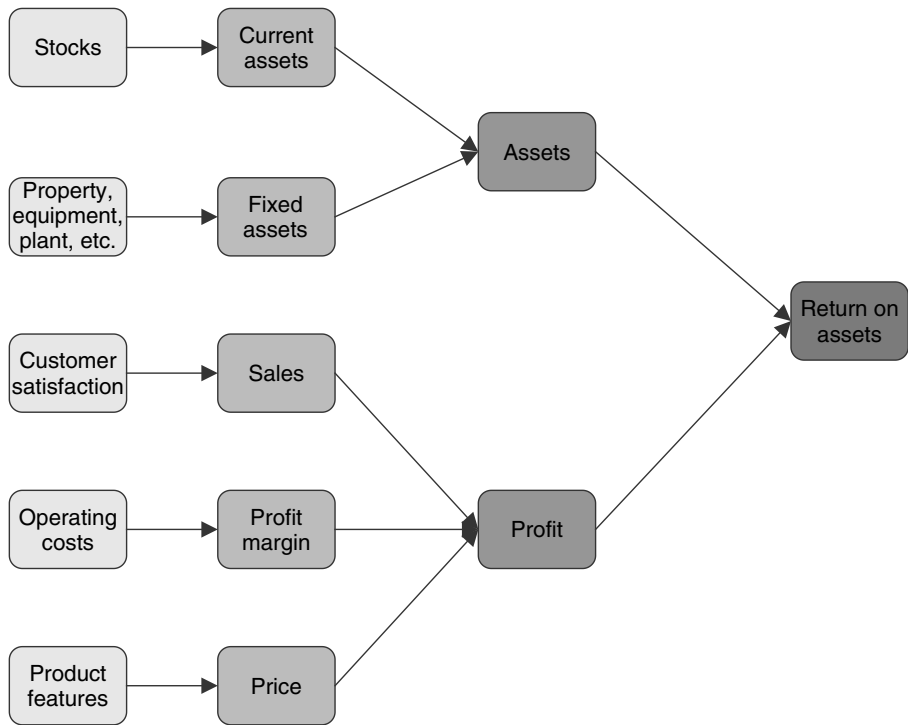 Stocks
Current
assets
Assets
Property,
equipment,
plant, etc.
Fixed
assets
Return on
assets
Customer
satisfaction
Sales
Operating
costs
Profit
margin
Profit
Product
features
Price